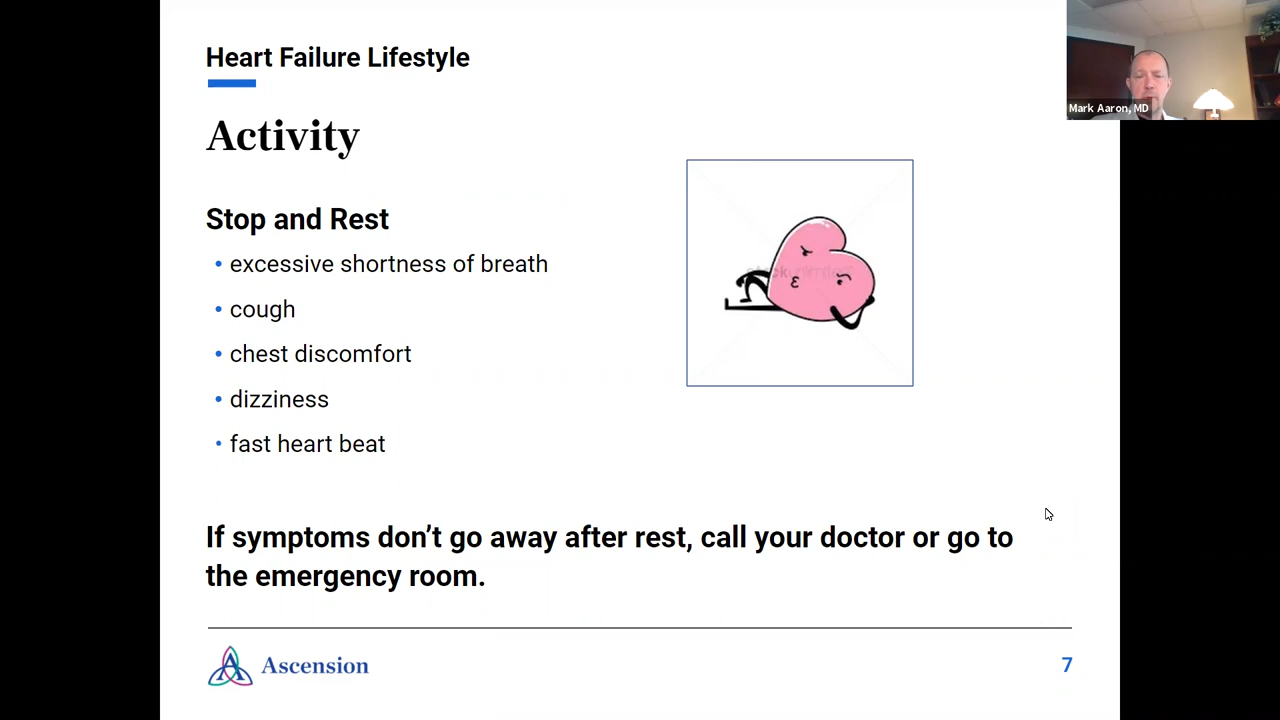 Heart Failure Lifestyle
Mark Aaron, MD
Activity
Stop and Rest
• excessive shortness of breath
• cough
• chest discomfort
• dizziness
• fast heart beat
If symptoms don’t go away after rest, call your doctor or go to
the emergency room.
Ascension
7